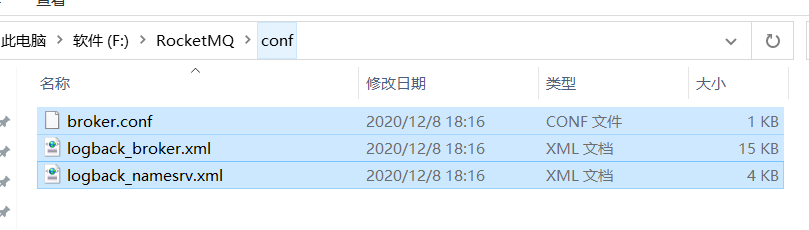 查看
此电脑 > 软件 (F:) > RocketMQ > conf
名称 修改日期 类型 大小
broker.conf 2020/12/8 18:16 CONF 文件 1 KB
logback_broker.xml 2020/12/8 18:16 XML 文档 15 KB
logback_namesrv.xml 2020/12/8 18:16 XML 文档 4 KB